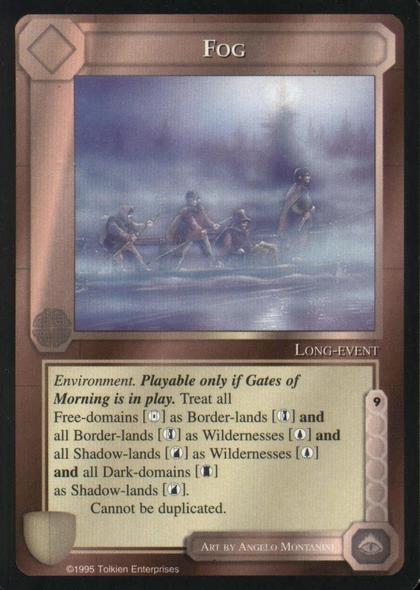 Fog
Long-event
Environment. Playable only if Gates of
Morning is in play. Treat all
Free-domains [] as Border-lands [] and
all Border-lands [] as Wildernesses [] and
all Shadow-lands [] as Wildernesses []
and all Dark-domains []
as Shadow-lands [].
Cannot be duplicated.
9
Art by Angelo Montanini
©1995 Tolkien Enterprises